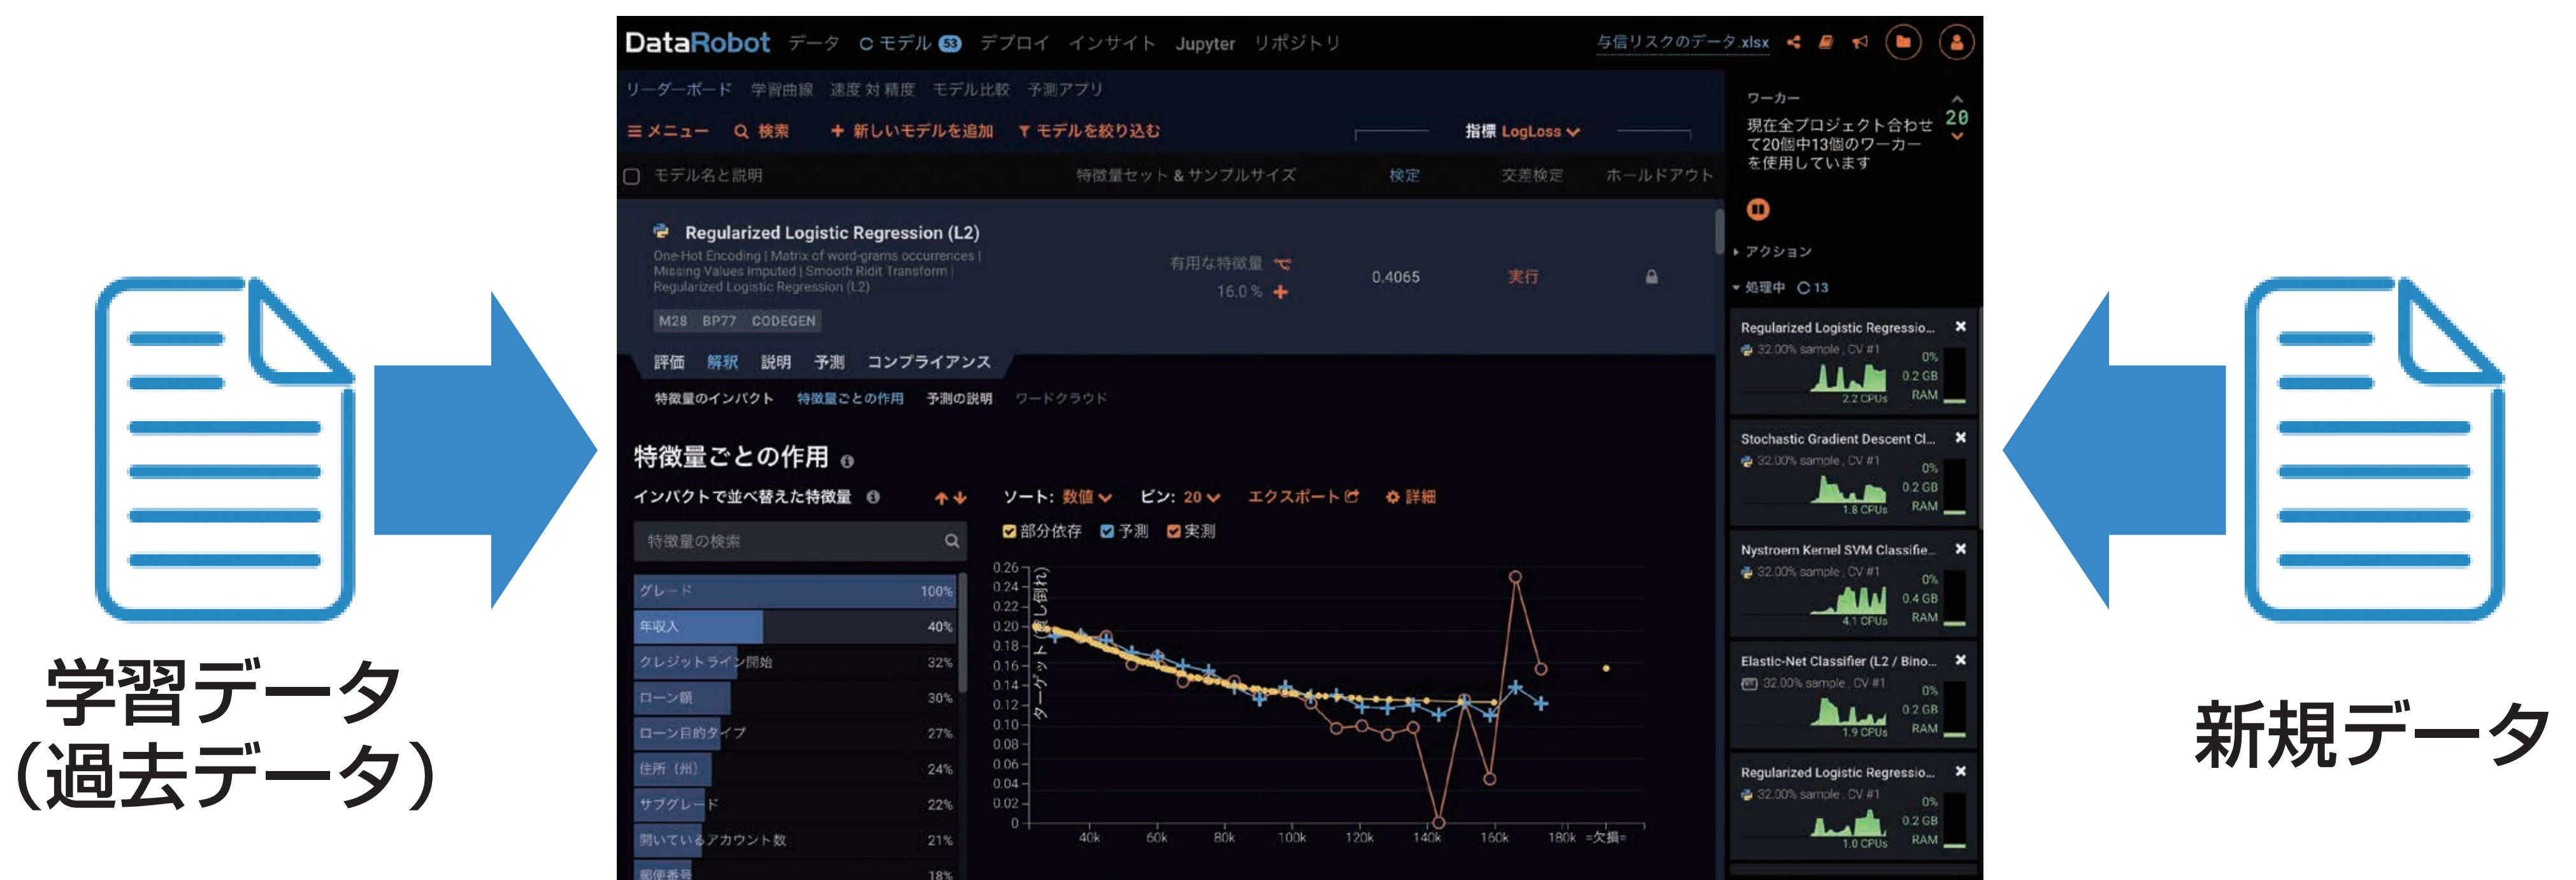 学習データ
（過去データ）
DataRobot データ モデル 53 デプロイ インサイト Jupyter リポジトリ
与信リスクのデータ.xlsx
リーダーボード 学習曲線 速度 対 精度 モデル比較 予測アプリ
メニュー 検索 + 新しいモデルを追加 モデルを絞り込む
指標 LogLoss
モデル名と説明 特徴量セット & サンプルサイズ 検定 交差検定 ホールドアウト
Regularized Logistic Regression (L2)
One-Hot Encoding | Matrix of word-grams occurrences |
Missing Values Imputed | Smooth Ridit Transform |
Regularized Logistic Regression (L2)
有用な特徴量
16.0 % +
0.4065
実行
M28 BP77 CODEGEN
評価 解釈 説明 予測 コンプライアンス
特徴量のインパクト 特徴量ごとの作用 予測の説明 ワードクラウド
特徴量ごとの作用
インパクトで並べ替えた特徴量
特徴量の検索
グレード 100%
年収入 40%
クレジットライン開始 32%
ローン額 30%
ローン目的タイプ 27%
住所（州） 24%
サブグレード 22%
開いているアカウント数 21%
郵便番号 18%
ソート: 数値 ビン: 20 エクスポート 詳細
部分依存 予測 実測
ターゲット（貸し倒れ）
0.26
0.24
0.22
0.20
0.18
0.16
0.14
0.12
0.10
0.08
0.06
0.04
0.02
0
40k 60k 80k 100k 120k 140k 160k 180k =欠損=
ワーカー
現在全プロジェクト合わせ
て20個中13個のワーカー
を使用しています
20
アクション
処理中 13
Regularized Logistic Regressio...
32.00% sample , CV #1
0%
0.2 GB
RAM
2.2 CPUs
Stochastic Gradient Descent Cl...
32.00% sample , CV #1
0%
0.2 GB
RAM
1.8 CPUs
Nystroem Kernel SVM Classifie...
32.00% sample , CV #1
0%
0.4 GB
RAM
4.1 CPUs
Elastic-Net Classifier (L2 / Bino...
32.00% sample , CV #1
0%
0.2 GB
RAM
1.9 CPUs
Regularized Logistic Regressio...
32.00% sample , CV #1
0%
0.2 GB
RAM
1.0 CPUs
新規データ